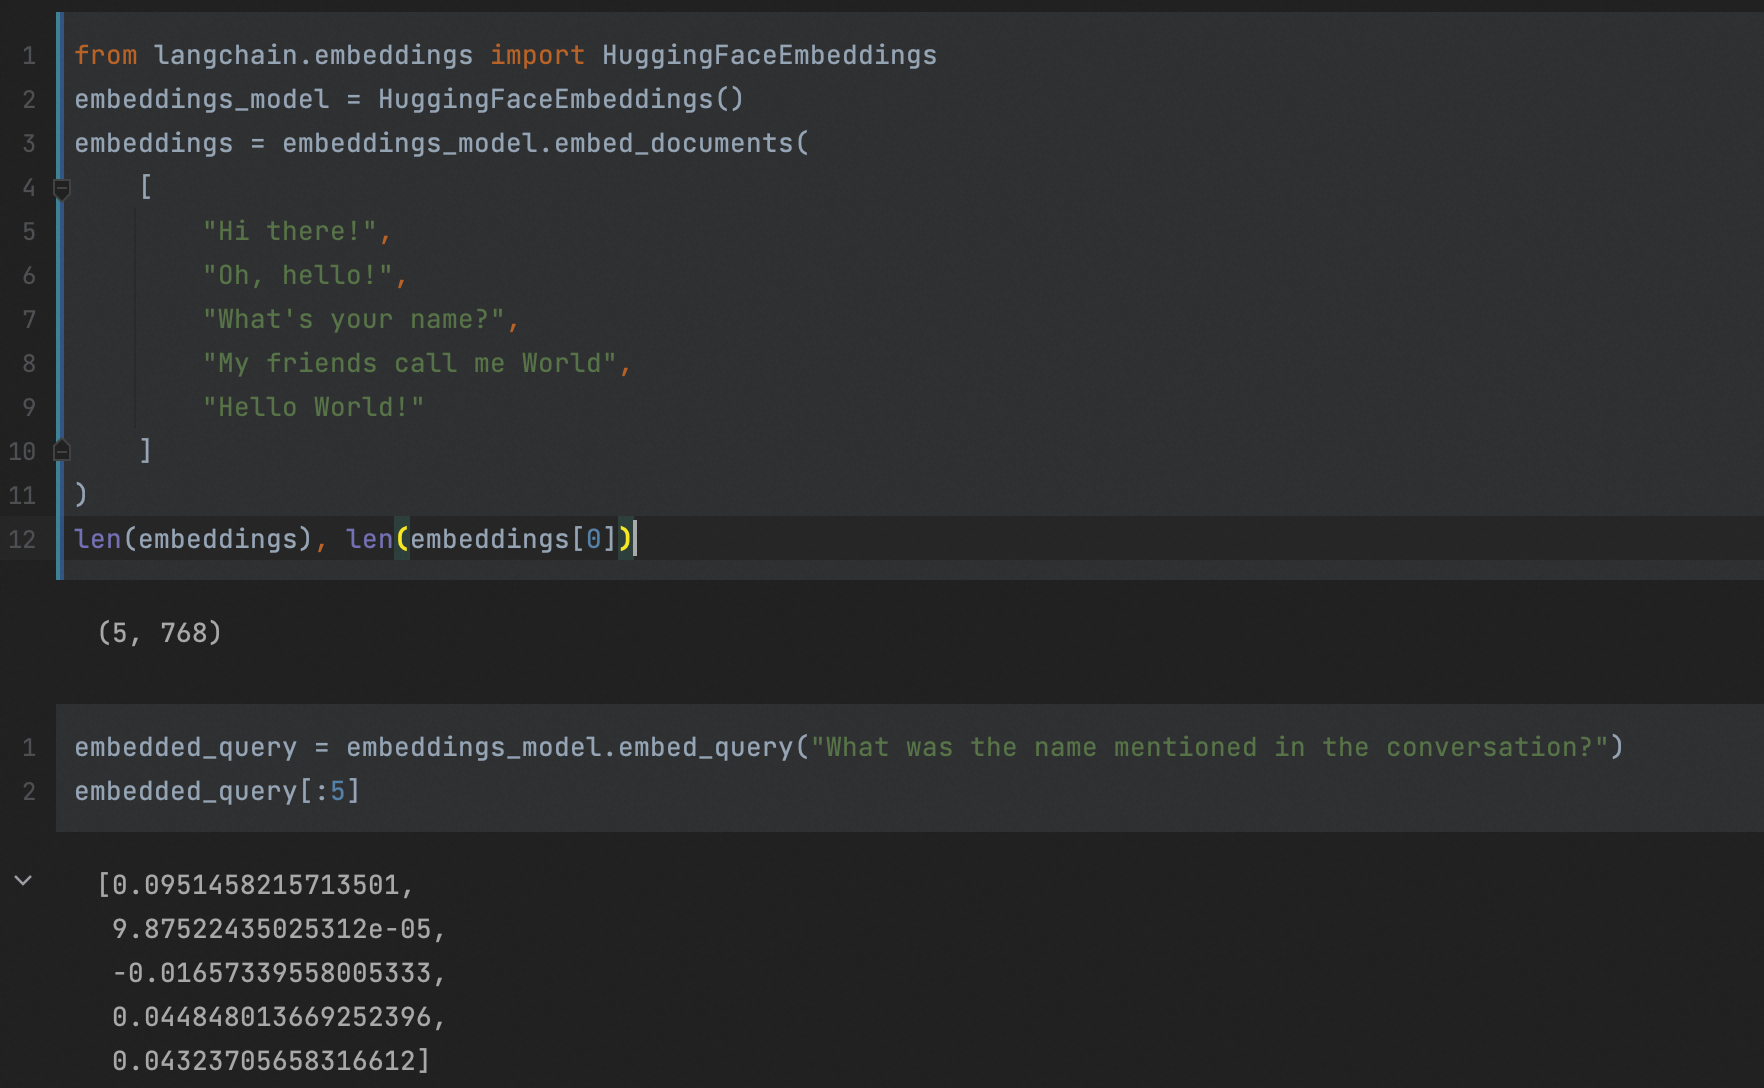 1 from langchain.embeddings import HuggingFaceEmbeddings
2 embeddings_model = HuggingFaceEmbeddings()
3 embeddings = embeddings_model.embed_documents(
4     [
5         "Hi there!",
6         "Oh, hello!",
7         "What's your name?",
8         "My friends call me World",
9         "Hello World!"
10     ]
11 )
12 len(embeddings), len(embeddings[0])
(5, 768)
1 embedded_query = embeddings_model.embed_query("What was the name mentioned in the conversation?")
2 embedded_query[:5]
[0.0951458215713501,
 9.87522435025312e-05,
 -0.01657339558005333,
 0.044848013669252396,
 0.04323705658316612]